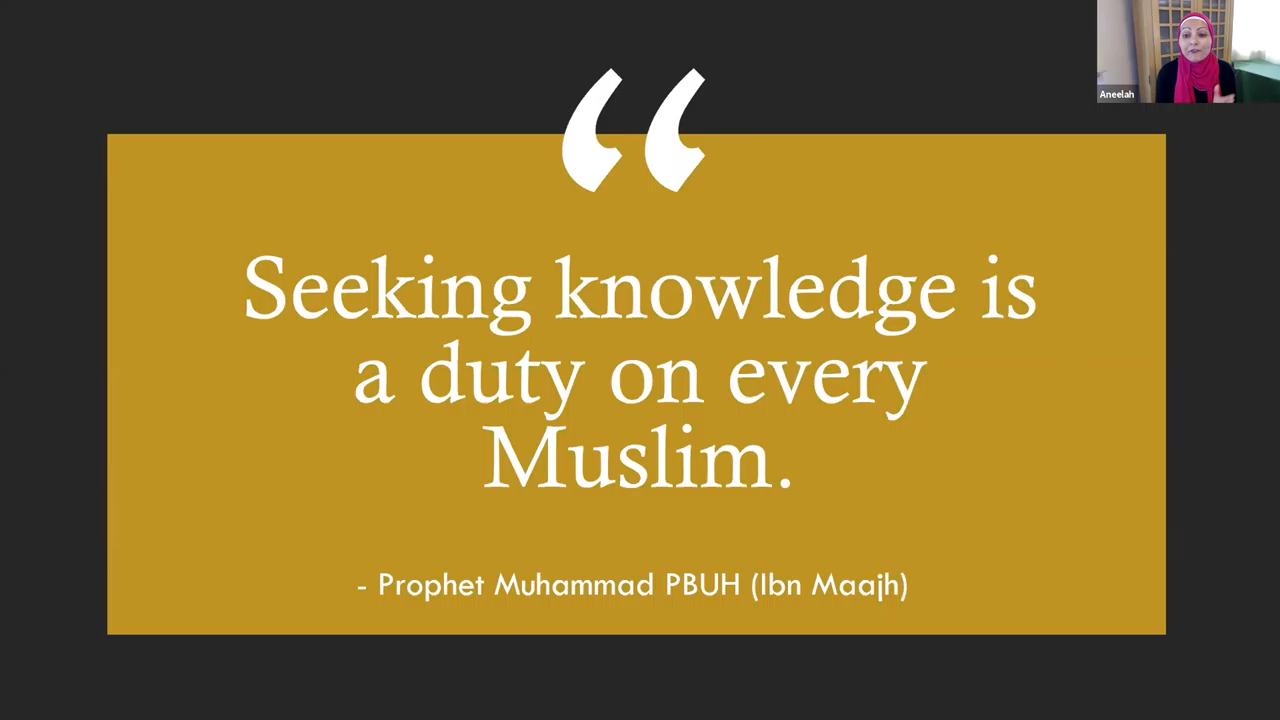 Aneelah
“
Seeking knowledge is
a duty on every
Muslim.
- Prophet Muhammad PBUH (Ibn Maajh)